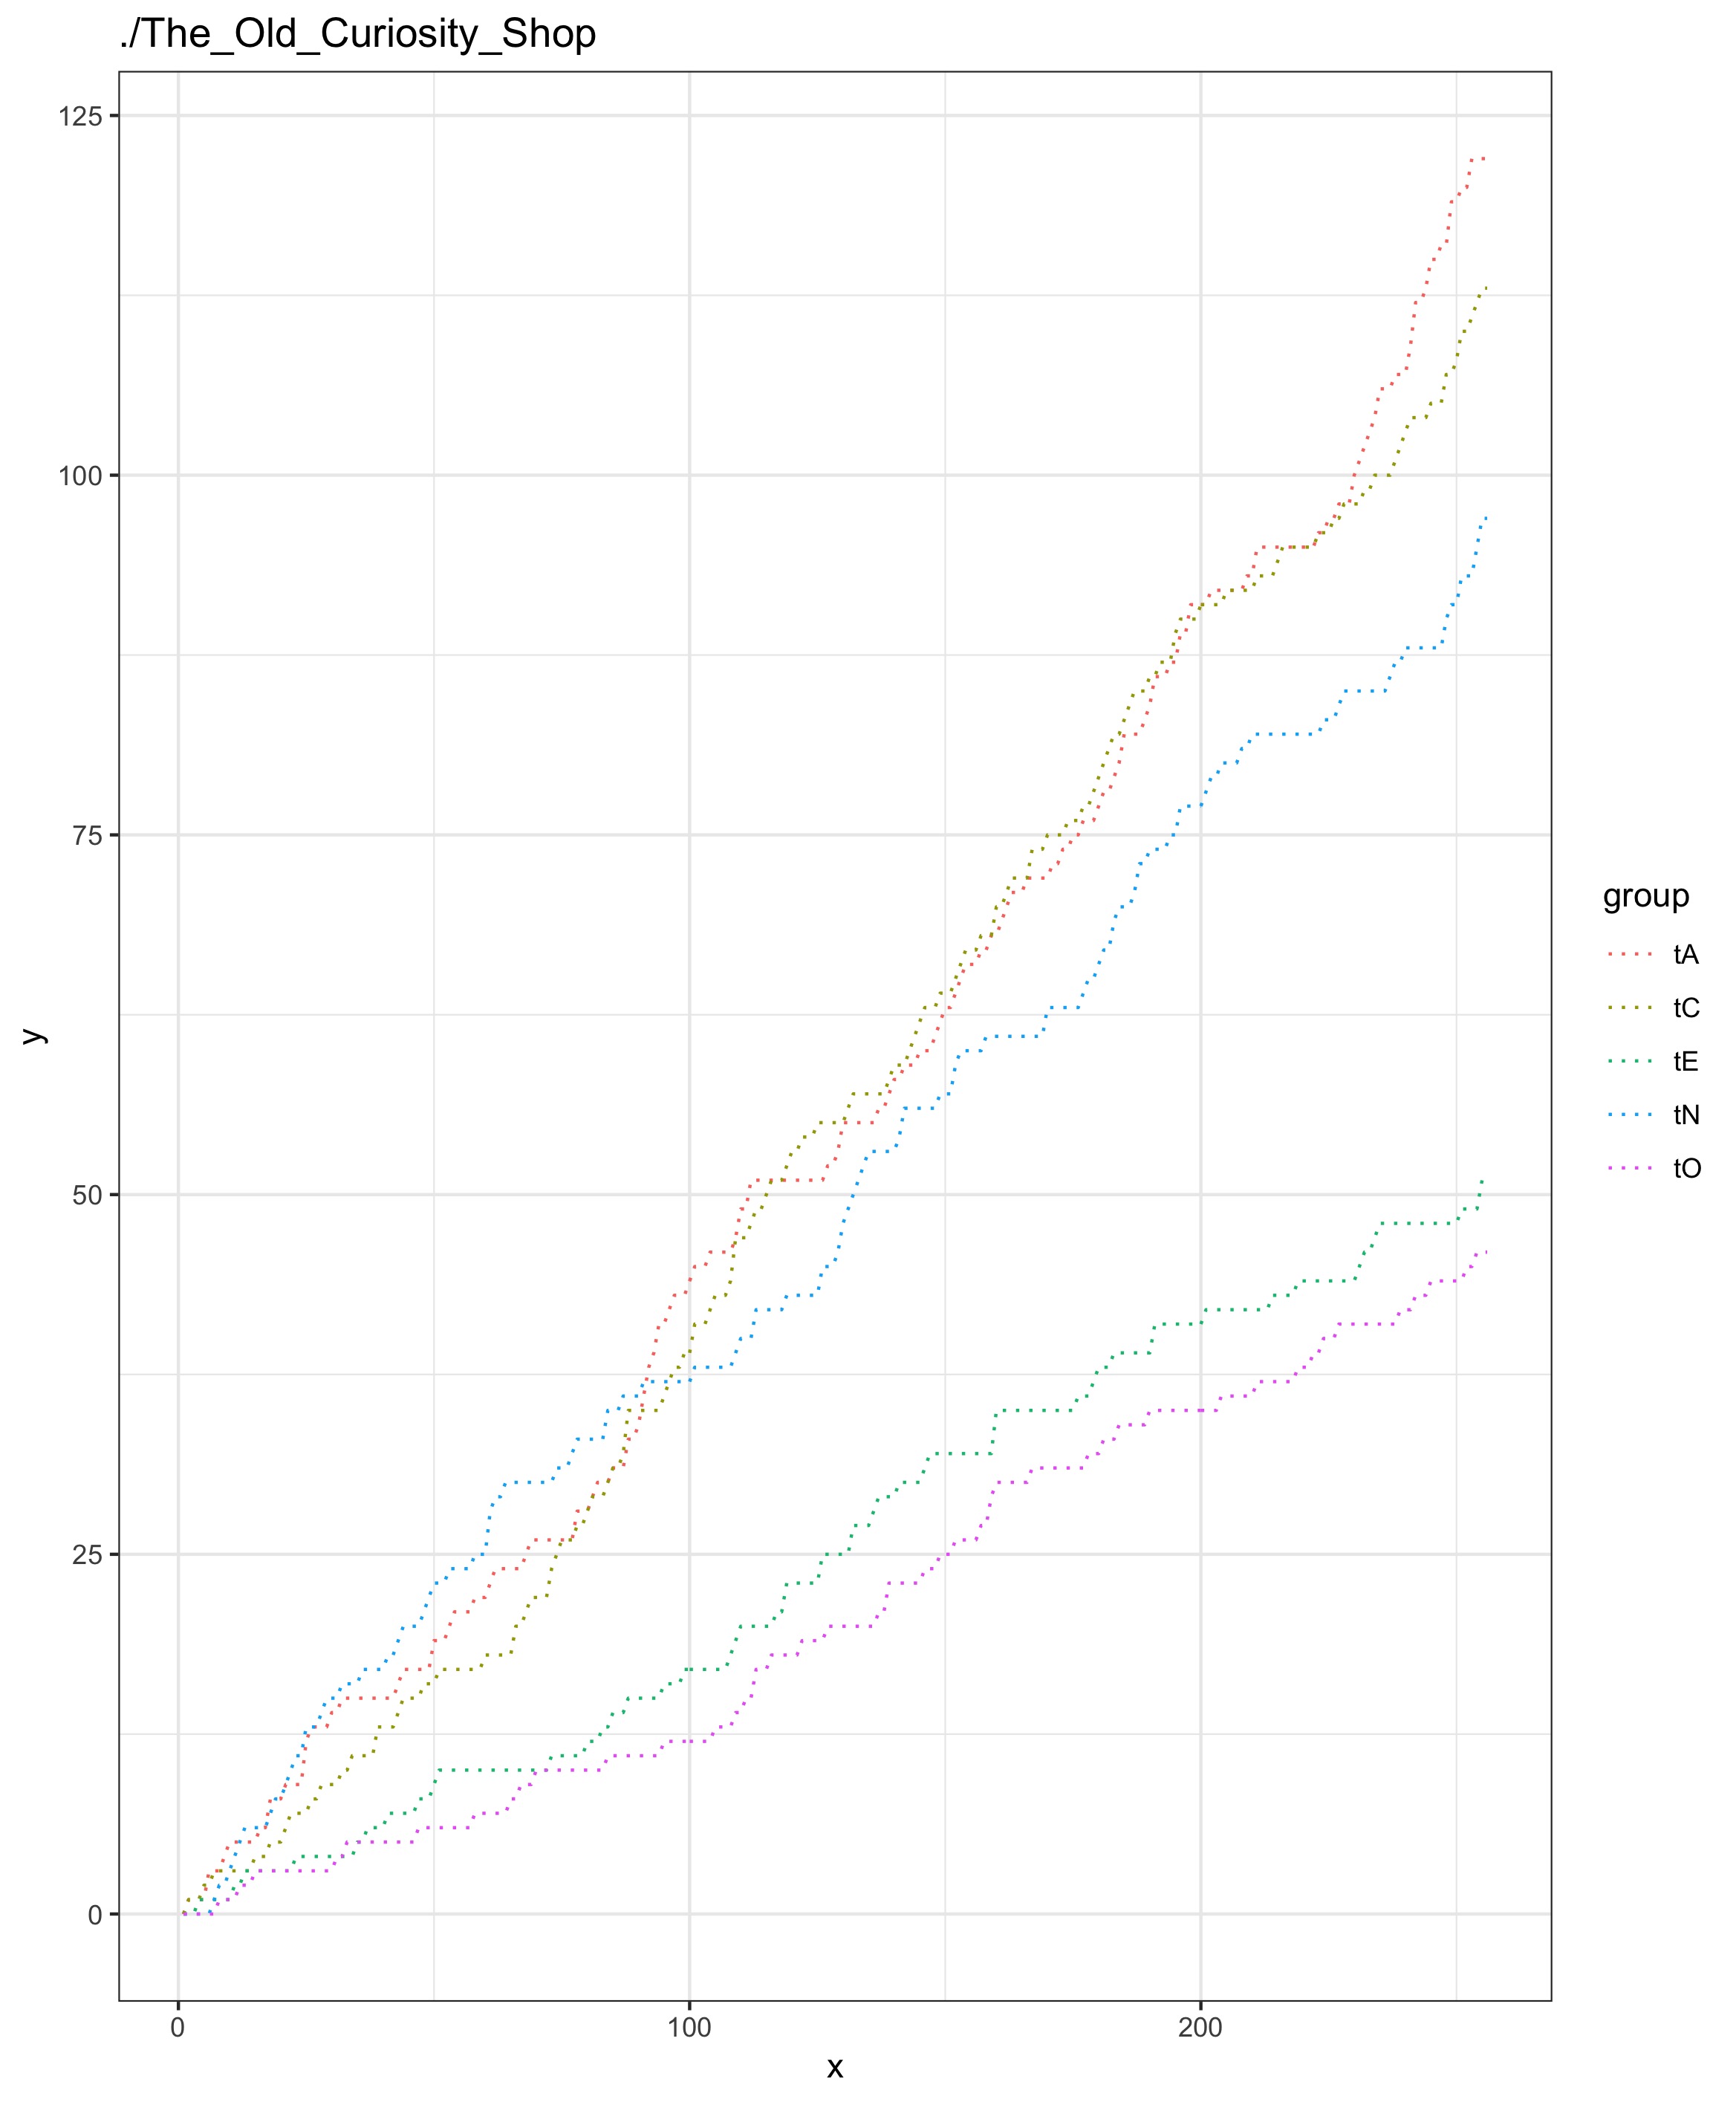 ./The_Old_Curiosity_Shop
125
100
75
50
25
0
y
0 100 200
x
group
tA
tC
tE
tN
tO